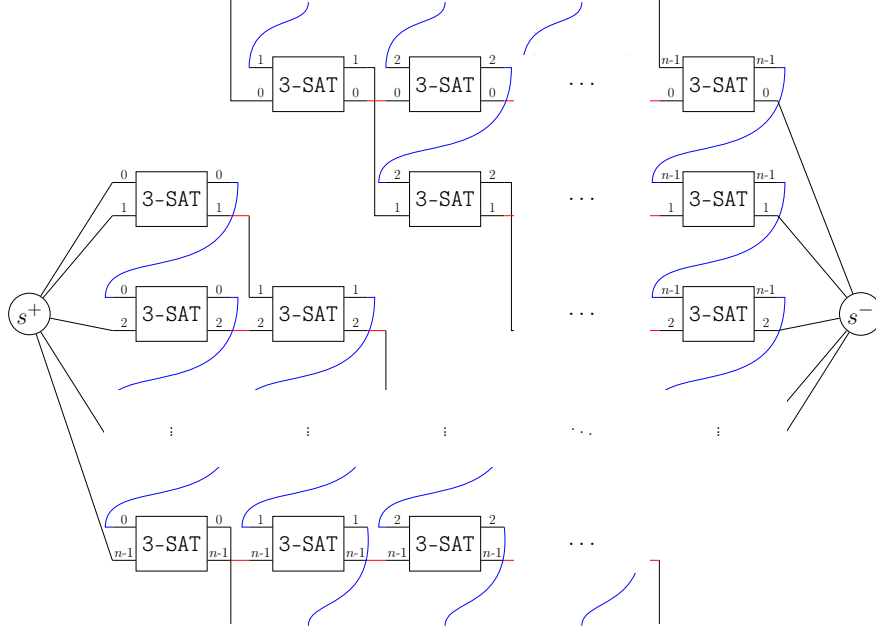 1 3-SAT 1 2 3-SAT 2 n-1 3-SAT n-1
0 0 0 0 ... 0 0
0 3-SAT 0 2 3-SAT 2 n-1 3-SAT n-1
1 1 1 1 ... 1 1
0 3-SAT 0 1 3-SAT 1 n-1 3-SAT n-1
s+ 2 2 2 2 ... 2 2 s−
⋮ ⋮ ⋮ ⋱ ⋮
0 3-SAT 0 1 3-SAT 1 2 3-SAT 2
n-1 n-1 n-1 n-1 n-1 n-1 ...